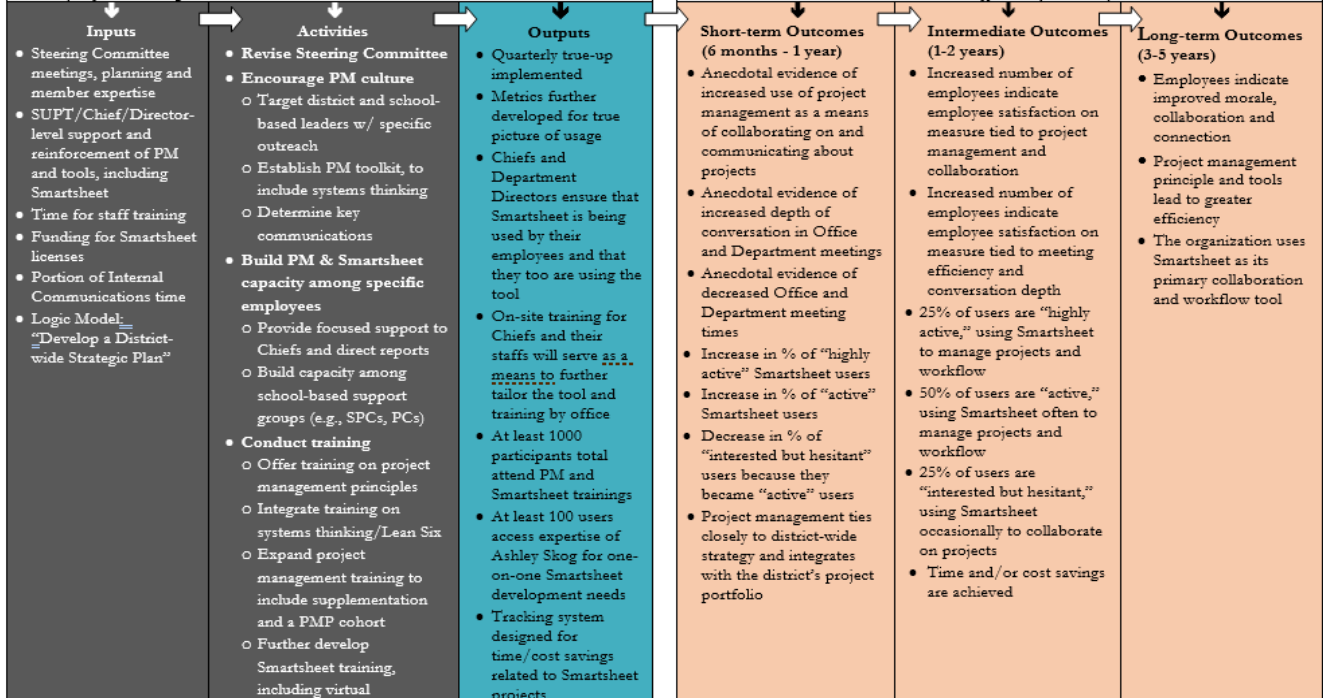 Inputs
• Steering Committee
meetings, planning and
member expertise
• SUPT/Chief/Director-
level support and
reinforcement of PM
and tools, including
Smartsheet
• Time for staff training
• Funding for Smartsheet
licenses
• Portion of Internal
Communications time
• Logic Model:
“Develop a District-
wide Strategic Plan”
Activities
• Revise Steering Committee
• Encourage PM culture
o Target district and school-
based leaders w/ specific
outreach
o Establish PM toolkit, to
include systems thinking
o Determine key
communications
• Build PM & Smartsheet
capacity among specific
employees
o Provide focused support to
Chiefs and direct reports
o Build capacity among
school-based support
groups (e.g., SPCs, PCs)
• Conduct training
o Offer training on project
management principles
o Integrate training on
systems thinking/Lean Six
o Expand project
management training to
include supplementation
and a PMP cohort
o Further develop
Smartsheet training,
including virtual
Outputs
• Quarterly true-up
implemented
• Metrics further
developed for true
picture of usage
• Chiefs and
Department
Directors ensure that
Smartsheet is being
used by their
employees and that
they too are using the
tool
• On-site training for
Chiefs and their
staffs will serve as a
means to further
tailor the tool and
training by office
• At least 1000
participants total
attend PM and
Smartsheet trainings
• At least 100 users
access expertise of
Ashley Skog for one-
on-one Smartsheet
development needs
• Tracking system
designed for
time/cost savings
related to Smartsheet
projects
Short-term Outcomes
(6 months - 1 year)
• Anecdotal evidence of
increased use of project
management as a means
of collaborating on and
communicating about
projects
• Anecdotal evidence of
increased depth of
conversation in Office
and Department meetings
• Anecdotal evidence of
decreased Office and
Department meeting
times
• Increase in % of “highly
active” Smartsheet users
• Increase in % of “active”
Smartsheet users
• Decrease in % of
“interested but hesitant”
users because they
became “active” users
• Project management ties
closely to district-wide
strategy and integrates
with the district’s project
portfolio
Intermediate Outcomes
(1-2 years)
• Increased number of
employees indicate
employee satisfaction on
measure tied to project
management and
collaboration
• Increased number of
employees indicate
employee satisfaction on
measure tied to meeting
efficiency and
conversation depth
• 25% of users are “highly
active,” using Smartsheet
to manage projects and
workflow
• 50% of users are “active,”
using Smartsheet often to
manage projects and
workflow
• 25% of users are
“interested but hesitant,”
using Smartsheet
occasionally to collaborate
on projects
• Time and/or cost savings
are achieved
Long-term Outcomes
(3-5 years)
• Employees indicate
improved morale,
collaboration and
connection
• Project management
principle and tools
lead to greater
efficiency
• The organization uses
Smartsheet as its
primary collaboration
and workflow tool